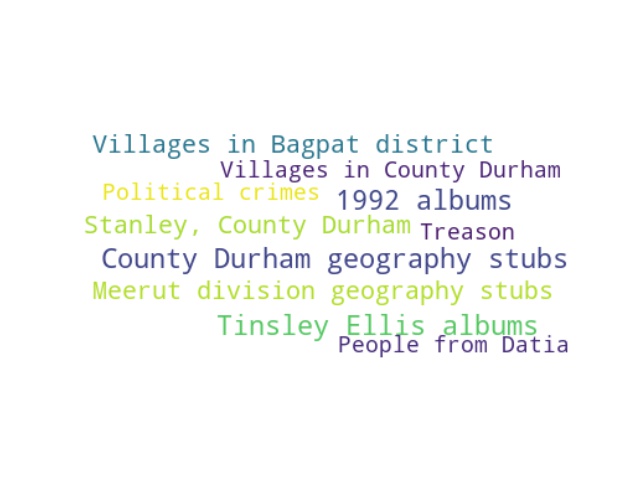 Villages in Bagpat district
Villages in County Durham
Political crimes
1992 albums
Stanley, County Durham
Treason
County Durham geography stubs
Meerut division geography stubs
Tinsley Ellis albums
People from Datia